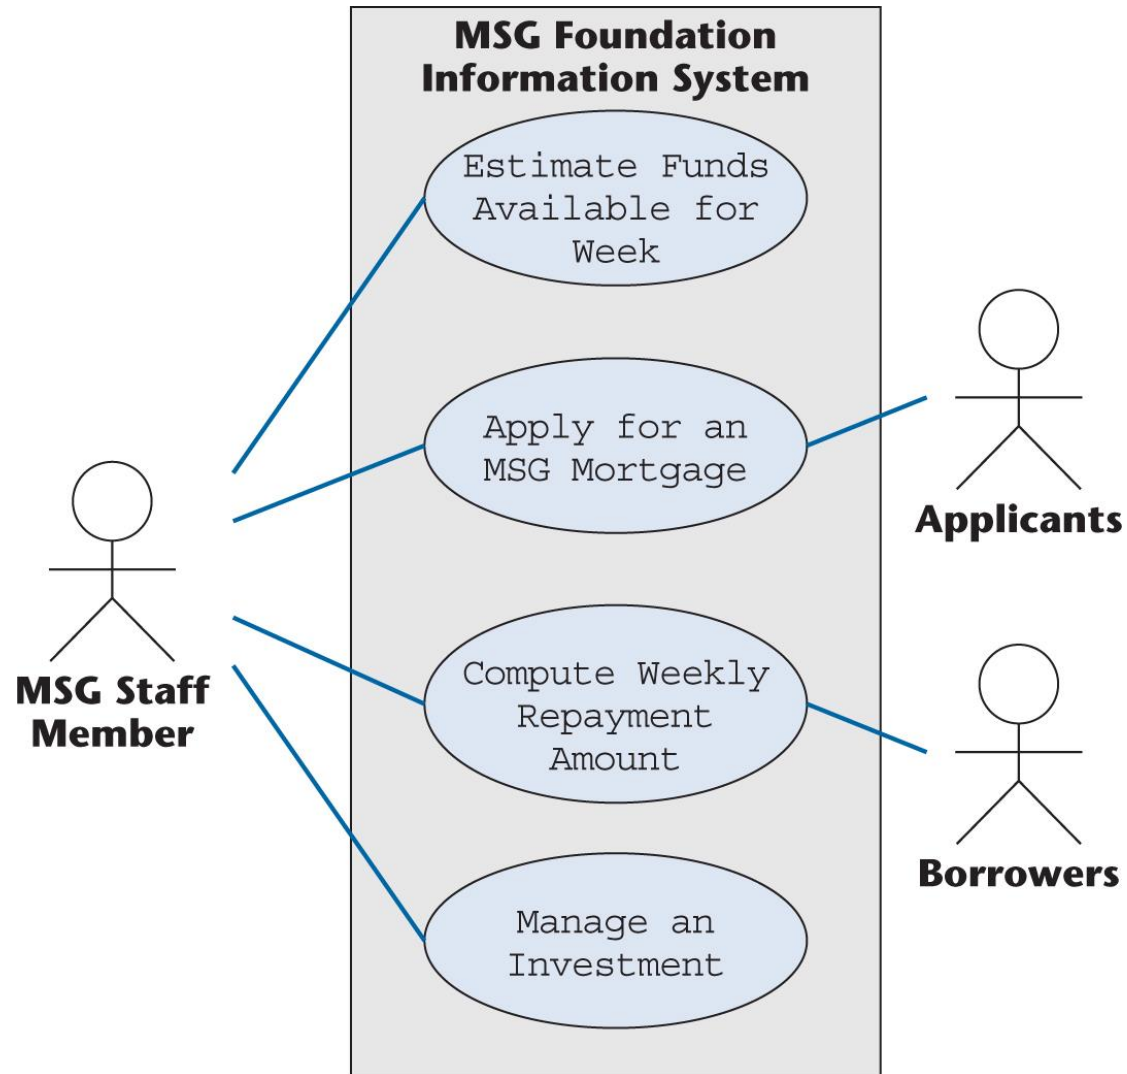 MSG Foundation
Information System
Estimate Funds
Available for
Week
Apply for an
MSG Mortgage
Applicants
MSG Staff
Member
Compute Weekly
Repayment
Amount
Borrowers
Manage an
Investment